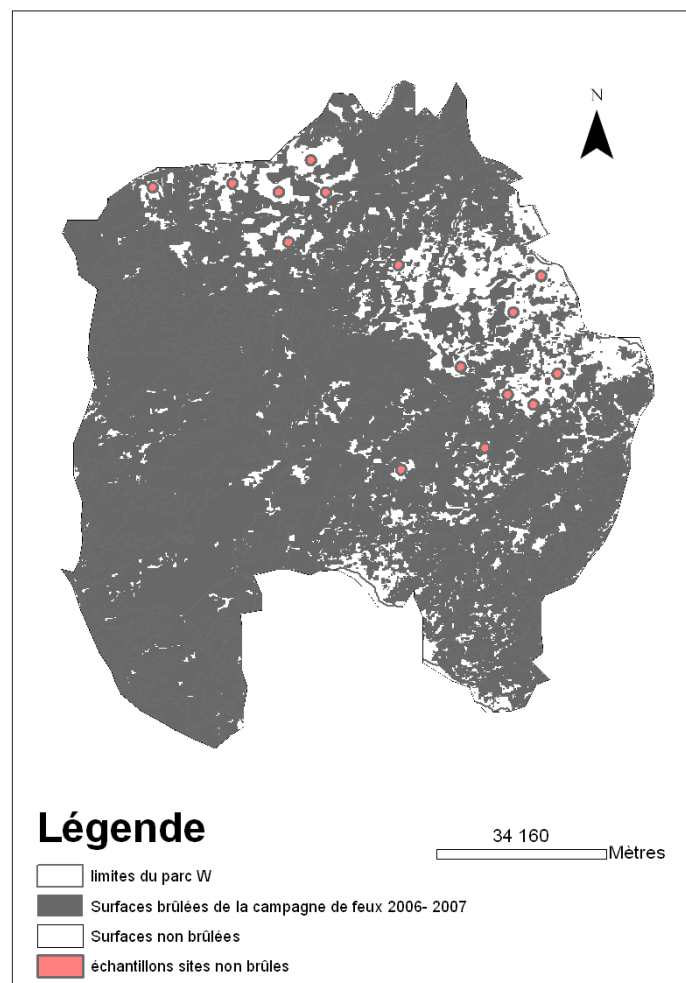 N
Légende
34 160
Mètres
limites du parc W
Surfaces brûlées de la campagne de feux 2006- 2007
Surfaces non brûlées
échantillons sites non brûles